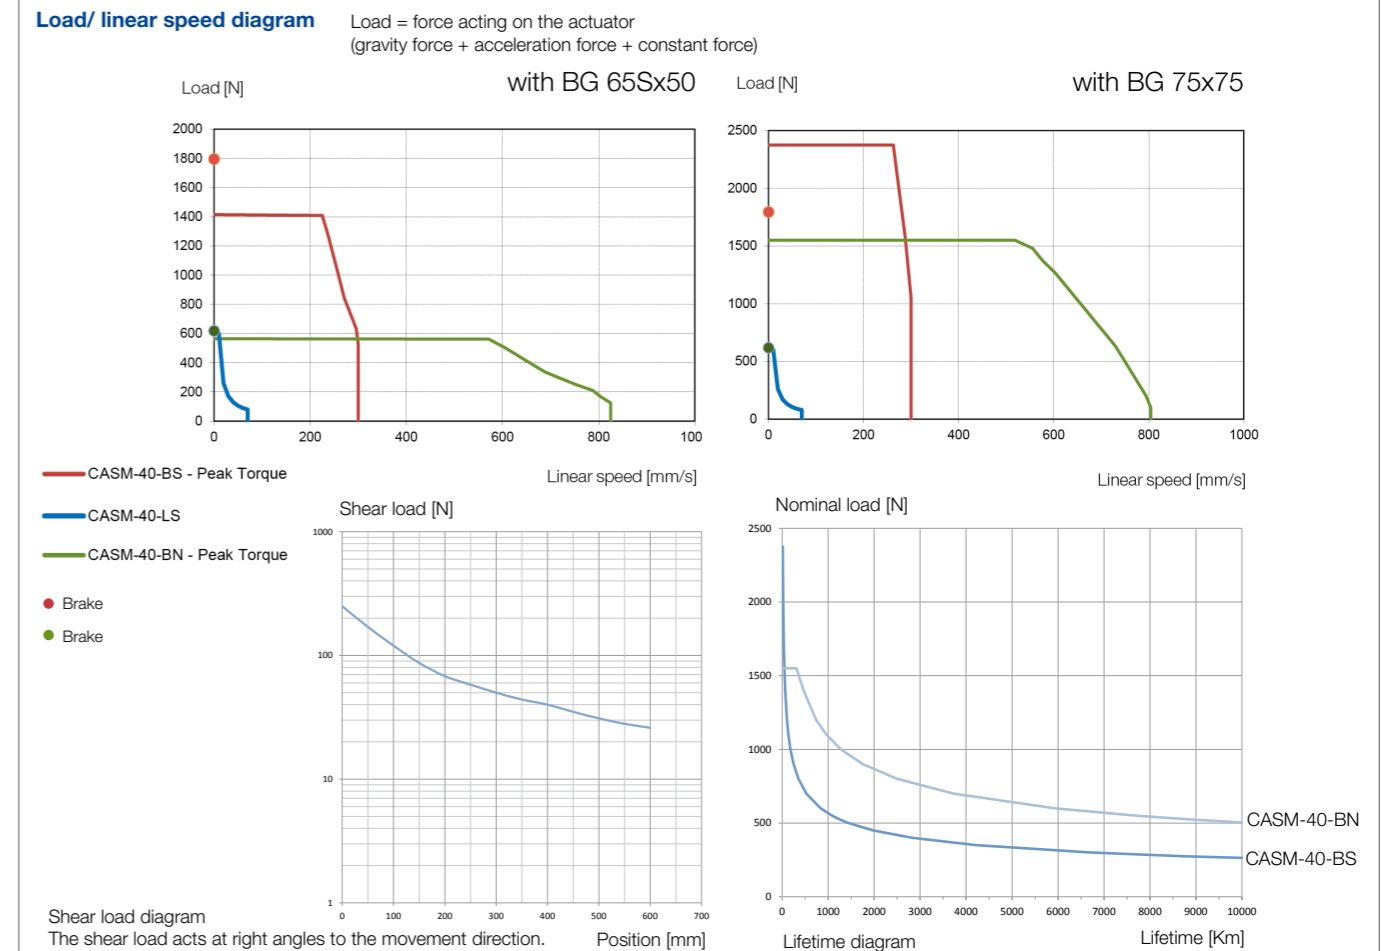 Load/ linear speed diagram
Load = force acting on the actuator
(gravity force + acceleration force + constant force)
Load [N]
with BG 65Sx50
2000
1800
1600
1400
1200
1000
800
600
400
200
0
0 200 400 600 800 100
Linear speed [mm/s]
Load [N]
with BG 75x75
2500
2000
1500
1000
500
0
0 200 400 600 800 1000
Linear speed [mm/s]
CASM-40-BS - Peak Torque
CASM-40-LS
CASM-40-BN - Peak Torque
Brake
Brake
Shear load [N]
1000
100
10
1
0 100 200 300 400 500 600 700
Position [mm]
Shear load diagram
The shear load acts at right angles to the movement direction.
Nominal load [N]
2500
2000
1500
1000
500
0
CASM-40-BN
CASM-40-BS
0 1000 2000 3000 4000 5000 6000 7000 8000 9000 10000
Lifetime diagram
Lifetime [Km]